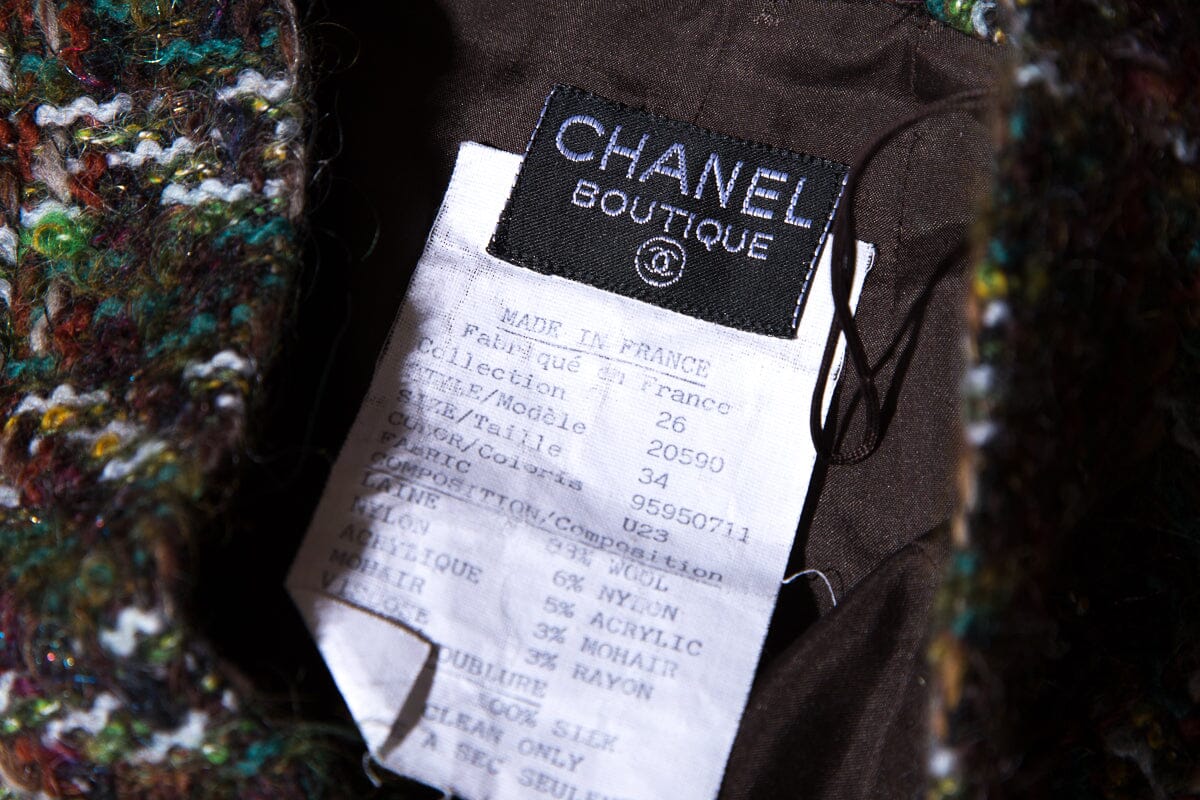 CHANEL
BOUTIQUE
MADE IN FRANCE
Fabriqué en France
Collection 26
STYLE/Modèle 20590
SIZE/Taille 34
COLOR/Coloris 95950711
FABRIC U23
COMPOSITION/Composition
LAINE 83% WOOL
NYLON 6% NYLON
ACRYLIQUE 5% ACRYLIC
MOHAIR 3% MOHAIR
VISCOSE 3% RAYON
DOUBLURE
100% SILK
CLEAN ONLY
A SEC